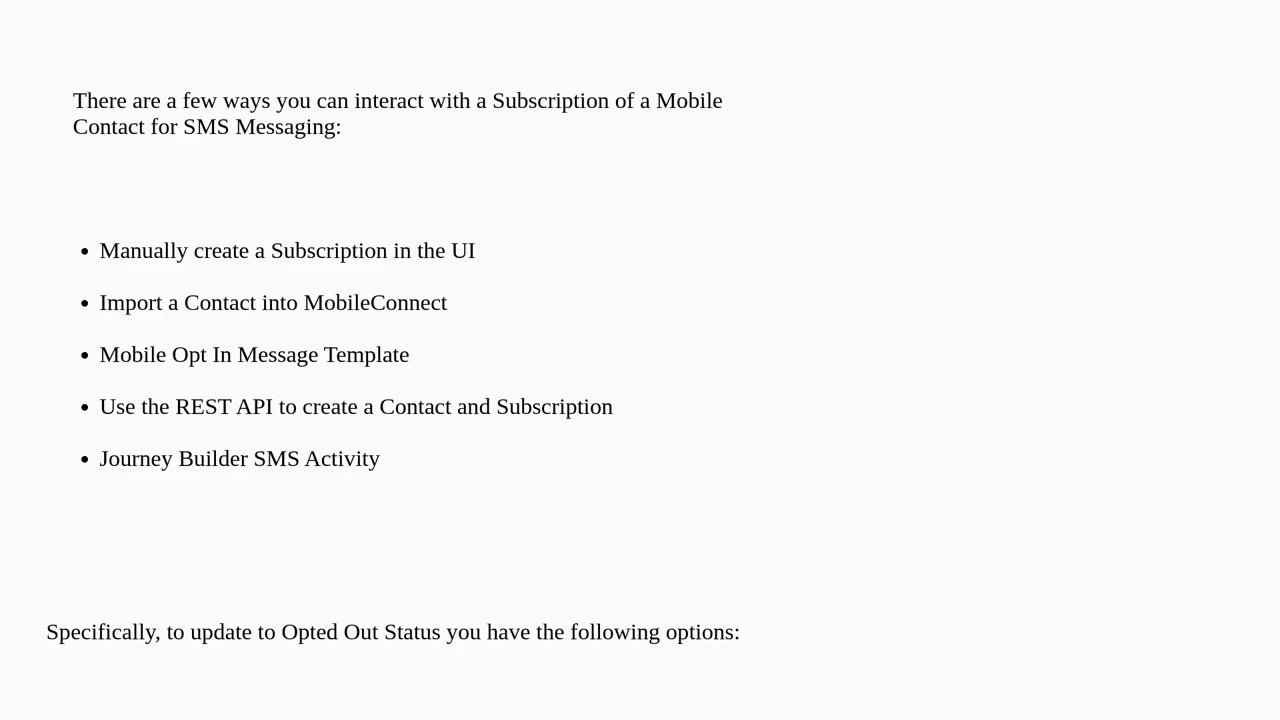 There are a few ways you can interact with a Subscription of a Mobile
Contact for SMS Messaging:
• Manually create a Subscription in the UI
• Import a Contact into MobileConnect
• Mobile Opt In Message Template
• Use the REST API to create a Contact and Subscription
• Journey Builder SMS Activity
Specifically, to update to Opted Out Status you have the following options: